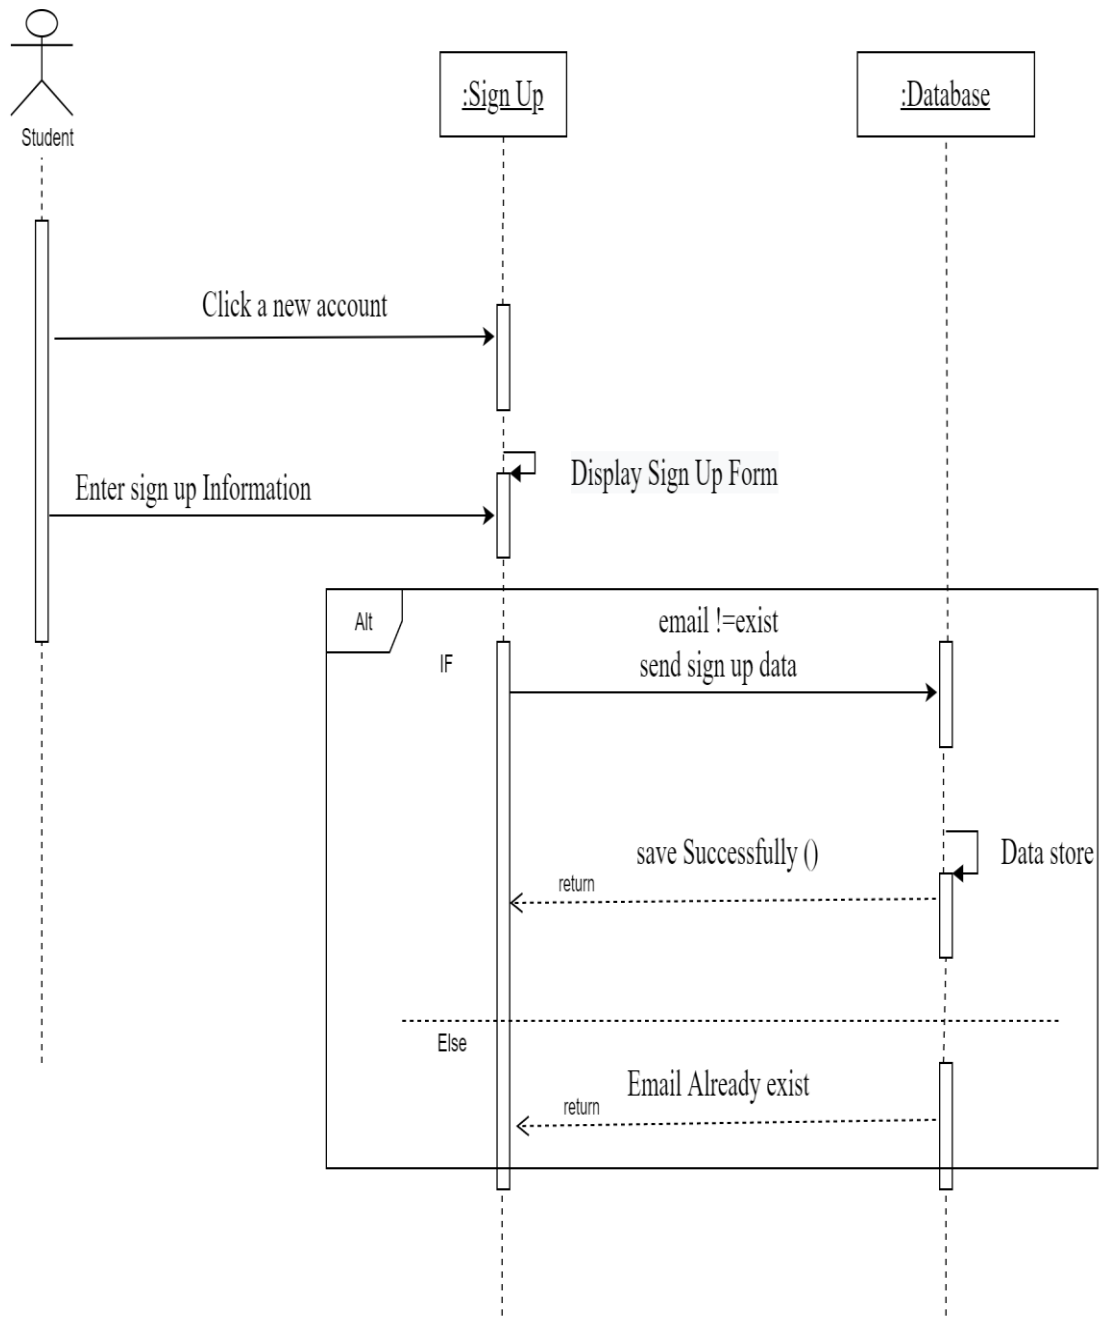 Student
:Sign Up
:Database
Click a new account
Display Sign Up Form
Enter sign up Information
Alt
email !=exist
IF
send sign up data
save Successfully ()
Data store
return
Else
Email Already exist
return